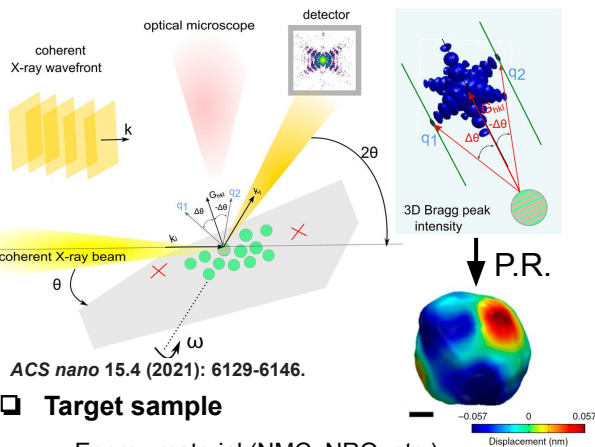 optical microscope
detector
coherent
X-ray wavefront
k
2θ
q1
Ghkl
q2
Δθ
-Δθ
ki
coherent X-ray beam
θ
ω
q2
Ghkl
q1
Δθ
-Δθ
3D Bragg peak
intensity
P.R.
ACS nano 15.4 (2021): 6129-6146.
-0.057 0 0.057
Displacement (nm)
❑ Target sample